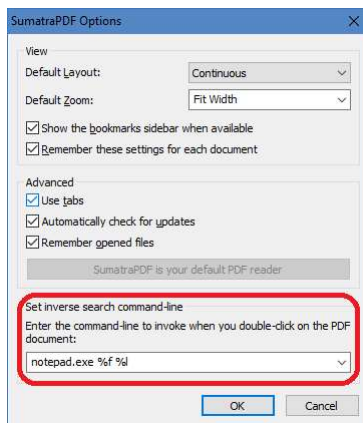 SumatraPDF Options
View
Default Layout:
Continuous
Default Zoom:
Fit Width
Show the bookmarks sidebar when available
Remember these settings for each document
Advanced
Use tabs
Automatically check for updates
Remember opened files
SumatraPDF is your default PDF reader
Set inverse search command-line
Enter the command-line to invoke when you double-click on the PDF
document:
notepad.exe %f %l
OK
Cancel